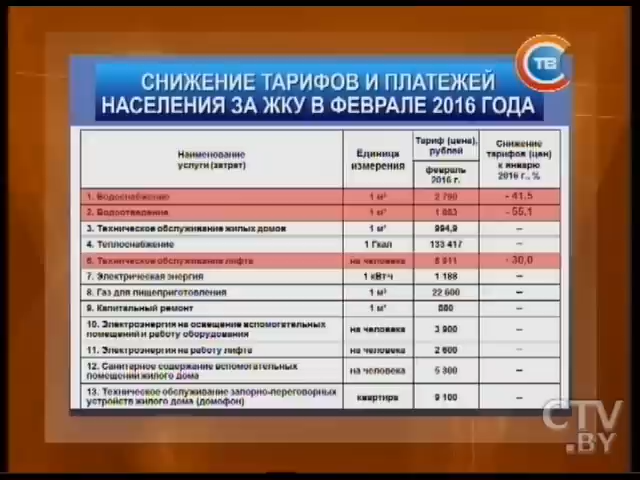 СТВ
СНИЖЕНИЕ ТАРИФОВ И ПЛАТЕЖЕЙ
НАСЕЛЕНИЯ ЗА ЖКУ В ФЕВРАЛЕ 2016 ГОДА
Наименование услуги (затрат) Единица измерения Тариф (цена), рублей февраль 2016 г. Снижение тарифов (цен) к январю 2016 г., %
1. Водоснабжение 1 м³ - 41,5
2. Водоотведение 1 м³ - 55,1
3. Техническое обслуживание жилых домов 1 м² 994,9 --
4. Теплоснабжение 1 Гкал 133 417 --
6. Техническое обслуживание лифта на человека - 30,0
7. Электрическая энергия 1 кВтч 1 188 --
8. Газ для пищеприготовления 1 м³ 22 600 --
9. Капитальный ремонт 1 м² --
10. Электроэнергия на освещение вспомогательных
помещений и работу оборудования на человека 3 900 --
11. Электроэнергия на работу лифта на человека 2 600 --
12. Санитарное содержание вспомогательных
помещений жилого дома на человека 5 300 --
13. Техническое обслуживание запорно-переговорных
устройств жилого дома (домофон) квартира 9 100 --
CTV
.BY